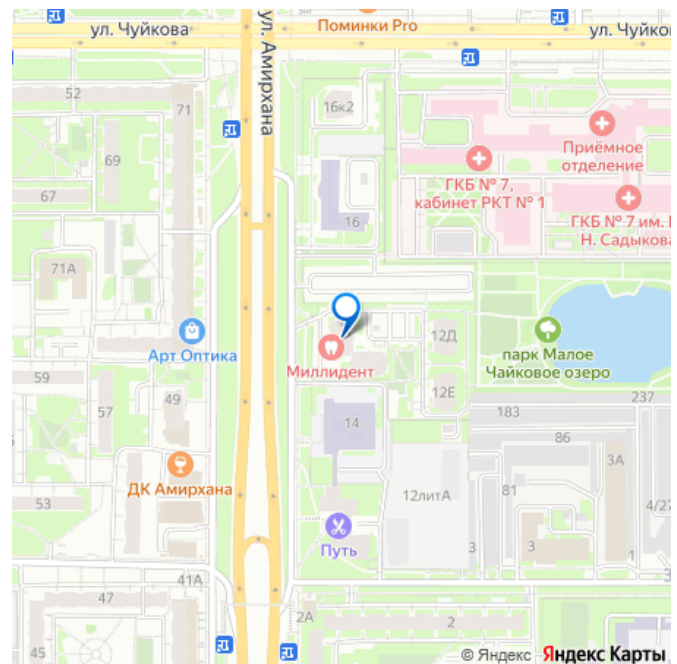 Поминки Pro
ул. Чуйкова
ул. Чуйко
ул. Амирхана
52
71
16к2
Приёмное
отделение
69
ГКБ № 7,
кабинет РКТ № 1
67
16
ГКБ № 7 им.
Н. Садыкова
71А
12Д
Арт Оптика
Миллидент
парк Малое
Чайковое озеро
59
57
49
12Е
237
183
14
86
3А
ДК Амирхана
12литА
81
53
4/27
Путь
3
3
1
41А
47
2А
2
45
© Яндекс Яндекс Карты